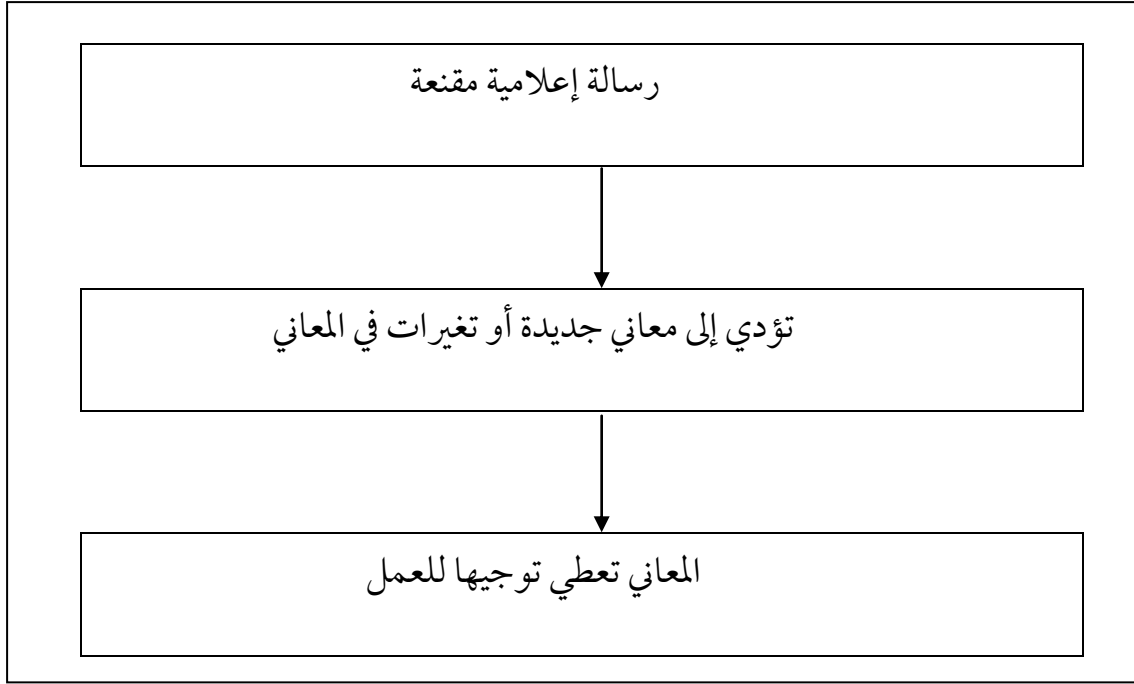 رسالة إعلامية مقنعة
تؤدي إلى معاني جديدة أو تغيرات في المعاني
المعاني تعطي توجيها للعمل